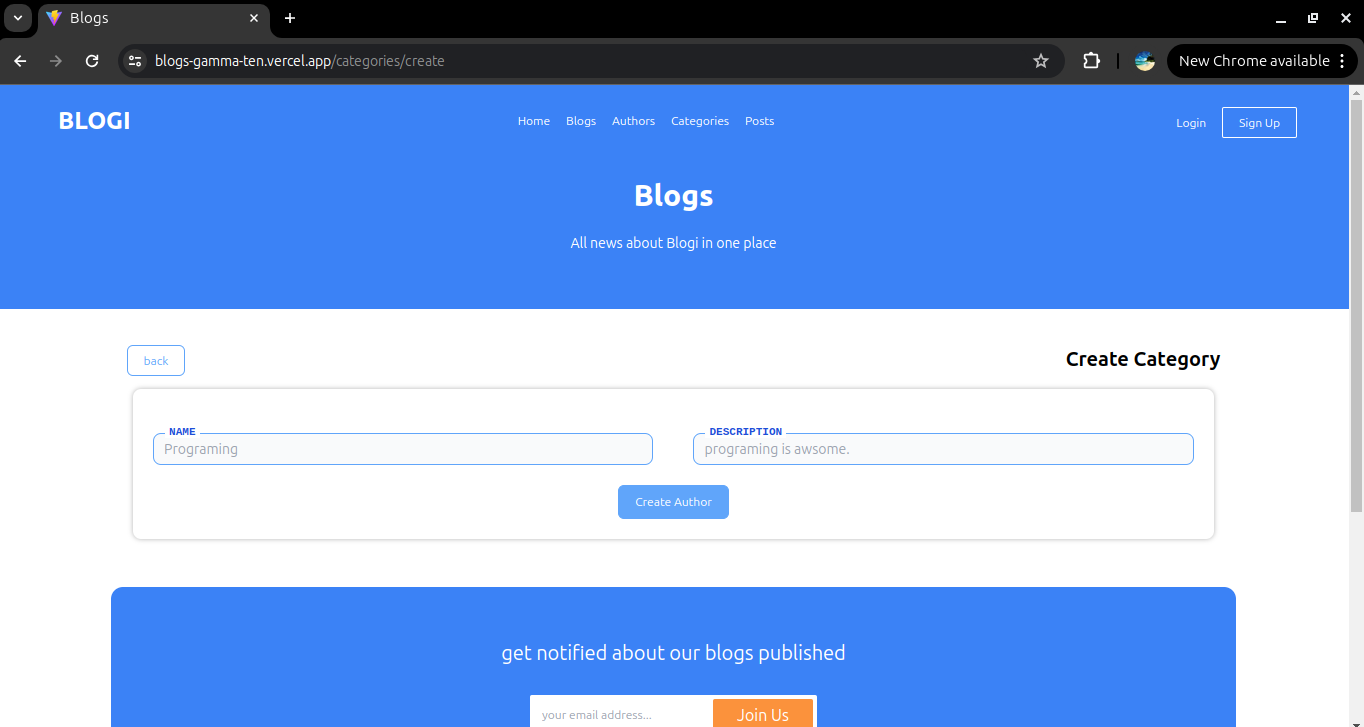 Blogs
blogs-gamma-ten.vercel.app/categories/create
New Chrome available
BLOGI
Home Blogs Authors Categories Posts
Login Sign Up
Blogs
All news about Blogi in one place
back
Create Category
NAME
Programing
DESCRIPTION
programing is awsome.
Create Author
get notified about our blogs published
your email address...
Join Us